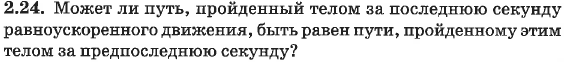 2.24. Может ли путь, пройденный телом за последнюю секунду
равноускоренного движения, быть равен пути, пройденному этим
телом за предпоследнюю секунду?